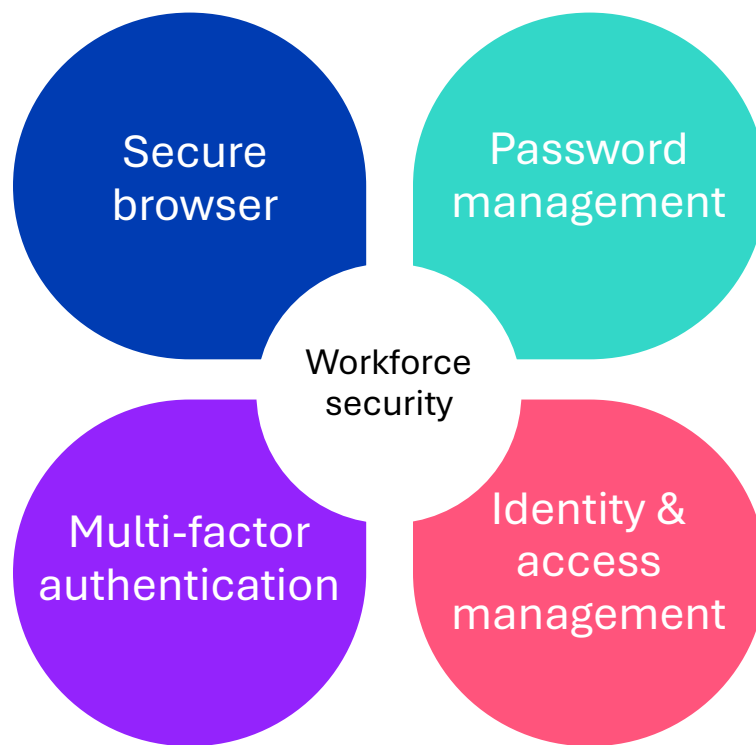 Secure
browser
Password
management
Workforce
security
Multi-factor
authentication
Identity &
access
management